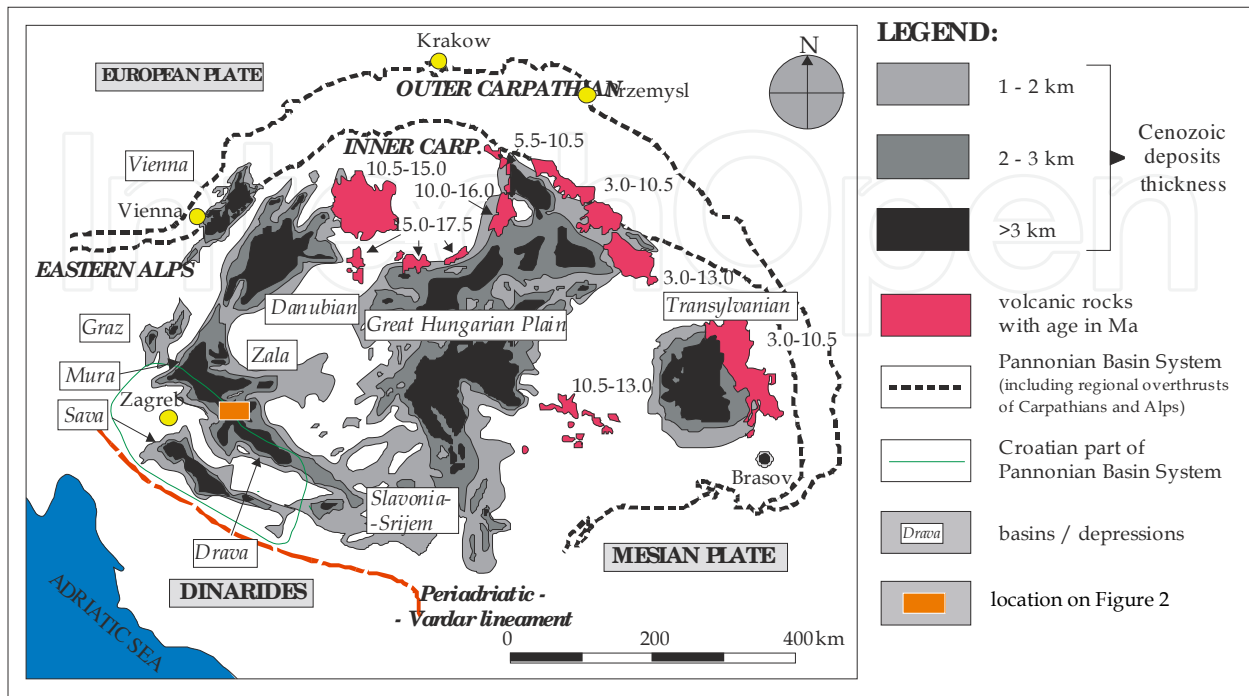 Krakow
EUROPEAN PLATE
OUTER CARPATHIAN
Przemysl
N
INNER CARP.
5.5-10.5
Vienna
10.5-15.0
10.0-16.0
3.0-10.5
Vienna
15.0-17.5
EASTERN ALPS
3.0-13.0
Danubian
Transylvanian
Graz
Great Hungarian Plain
3.0-10.5
Zala
Mura
10.5-13.0
Zagreb
Sava
Brasov
Slavonia-
-Srijem
Drava
MESIAN PLATE
DINARIDES
Periadriatic -
- Vardar lineament
ADRIATIC SEA
0
200
400 km
LEGEND:
1 - 2 km
2 - 3 km
>3 km
Cenozoic
deposits
thickness
volcanic rocks
with age in Ma
Pannonian Basin System
(including regional overthrusts
of Carpathians and Alps)
Croatian part of
Pannonian Basin System
Drava
basins / depressions
location on Figure 2
IntechOpen